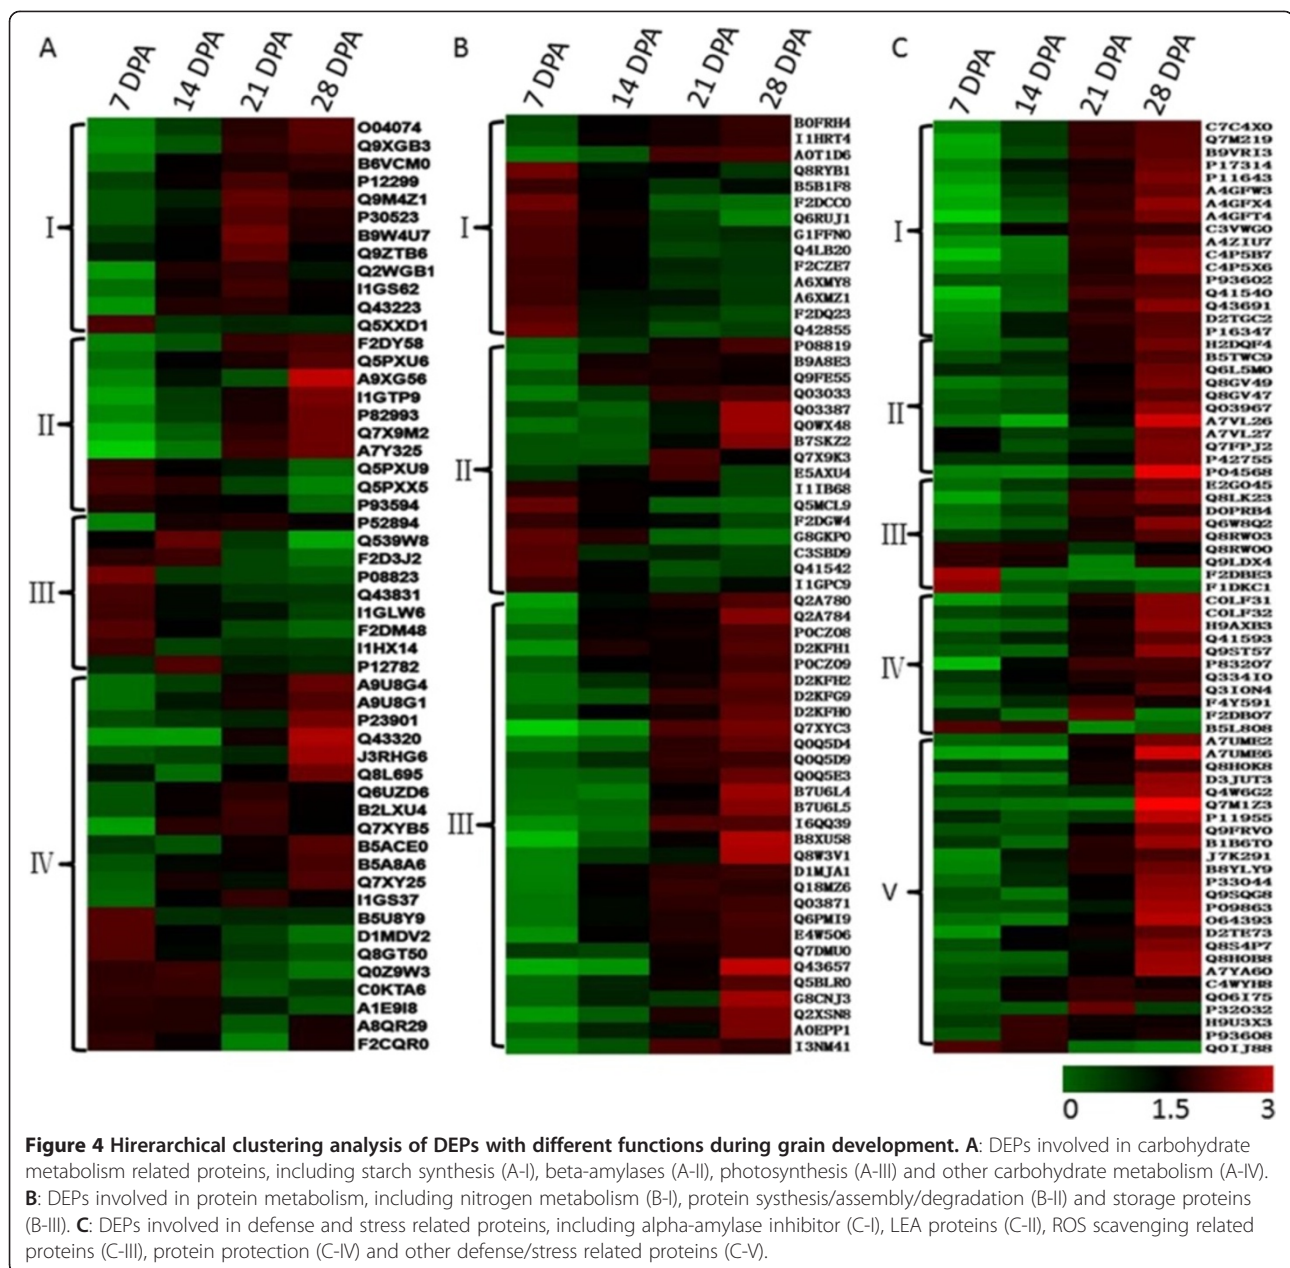 A
7 DPA
14 DPA
21 DPA
28 DPA
I
II
III
IV
O04074
Q9XGB3
B6VCM0
P12299
Q9M4Z1
P30523
B9W4U7
Q9ZTB6
Q2WGB1
I1GS62
Q43223
Q5XXD1
F2DY58
Q5PXU6
A9XG56
I1GTP9
P82993
Q7X9M2
A7Y325
Q5PXU9
Q5PXX5
P93594
P52894
Q539W8
F2D3J2
P08823
Q43831
I1GLW6
F2DM48
I1HX14
P12782
A9U8G4
A9U8G1
P23901
Q43320
J3RHG6
Q8L695
Q6UZD6
B2LXU4
Q7XYB5
B5ACE0
B5A8A6
Q7XY25
I1GS37
B5U8Y9
D1MDV2
Q8GT50
Q0Z9W3
C0KTA6
A1E9I8
A8QR29
F2CQR0
B
7 DPA
14 DPA
21 DPA
28 DPA
I
II
III
B0FRH4
I1HRT4
A0T1D6
Q8RYB1
B5B1F8
F2DCC0
Q6RUJ1
G1FFN0
Q4LB20
F2CZE7
A6XMY8
A6XMZ1
F2DQ23
Q42855
P08819
B9A8E3
Q9FE55
Q03033
Q03387
Q0WX48
B7SKZ2
Q7X9K3
E5AXU4
I1IB68
Q5MCL9
F2DGW4
G8GKP0
C3SBD9
Q41542
I1GPC9
Q2A780
Q2A784
P0CZ08
D2KFH1
P0CZ09
D2KFH2
D2KFG9
D2KFH0
Q7XYC3
Q0Q5D4
Q0Q5D9
Q0Q5E3
B7U6L4
B7U6L5
I6QQ39
B8XU58
Q8W3V1
D1MJA1
Q18MZ6
Q03871
Q6PMI9
E4W506
Q7DMU0
Q43657
Q5BLR0
G8CNJ3
Q2XSN8
A0EPP1
I3NM41
C
7 DPA
14 DPA
21 DPA
28 DPA
I
II
III
IV
V
C7C4X0
Q7M219
B9VRI3
P17314
P11643
A4GFW3
A4GFX4
A4GFT4
C3VWG0
A4ZIU7
C4P5B7
C4P5X6
P93602
Q41540
Q43691
D2TGC2
P16347
H2DQF4
B5TWC9
Q6L5M0
Q8GV49
Q8GV47
Q03967
A7VL26
A7VL27
Q7FPJ2
P42755
P04568
E2G045
Q8LK23
D0PRB4
Q6W8Q2
Q8RW03
Q8RW00
Q9LDX4
F2DBE3
F1DKC1
C0LF31
C0LF32
H9AXB3
Q41593
Q9ST57
P83207
Q334I0
Q3I0N4
F4Y591
F2DB07
B5L808
A7UME2
A7UME6
Q8H0K8
D3JUT3
Q4W6G2
Q7M1Z3
P11955
Q9FRV0
B1B6T0
J7K291
B8YLY9
P33044
Q9SQG8
P09863
O64393
D2TE73
Q8S4P7
Q8H0B8
A7YA60
C4WYH8
Q06I75
P32032
H9U3X3
P93608
Q0IJ88
0 1.5 3
Figure 4 Hirerarchical clustering analysis of DEPs with different functions during grain development. A: DEPs involved in carbohydrate
metabolism related proteins, including starch synthesis (A-I), beta-amylases (A-II), photosynthesis (A-III) and other carbohydrate metabolism (A-IV).
B: DEPs involved in protein metabolism, including nitrogen metabolism (B-I), protein systhesis/assembly/degradation (B-II) and storage proteins
(B-III). C: DEPs involved in defense and stress related proteins, including alpha-amylase inhibitor (C-I), LEA proteins (C-II), ROS scavenging related
proteins (C-III), protein protection (C-IV) and other defense/stress related proteins (C-V).